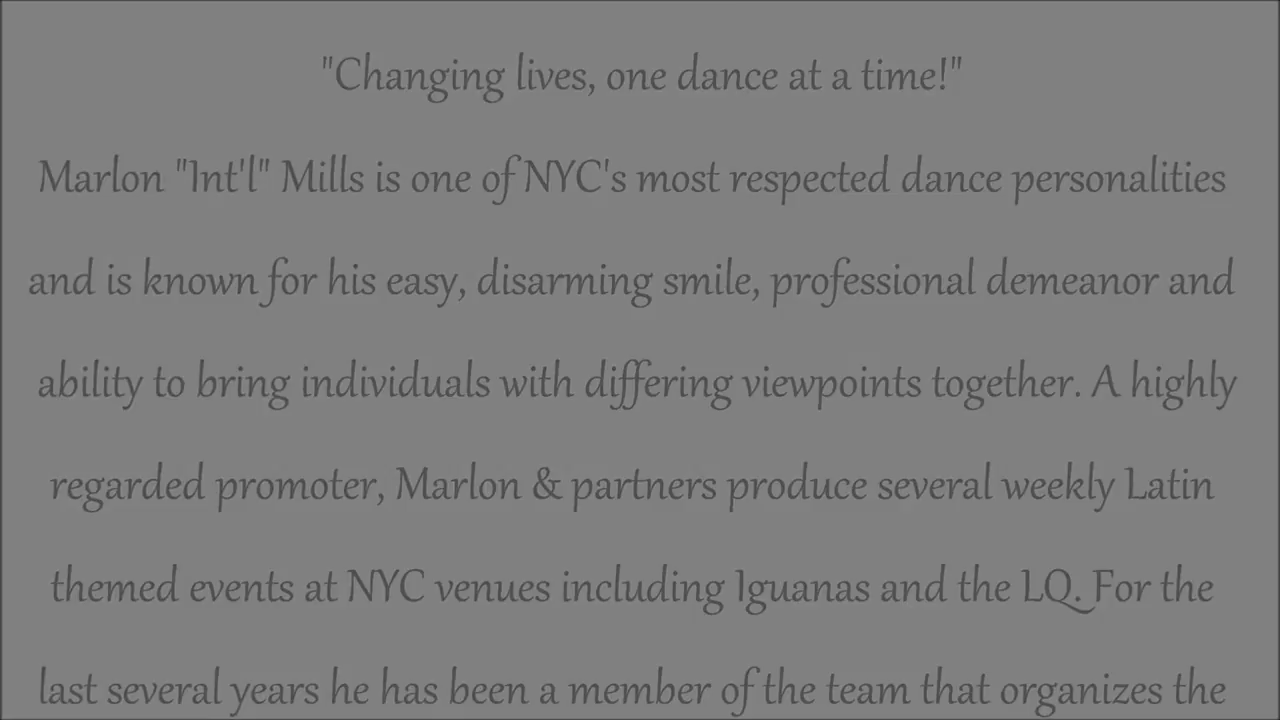 "Changing lives, one dance at a time!"
Marlon "Int'l" Mills is one of NYC's most respected dance personalities
and is known for his easy, disarming smile, professional demeanor and
ability to bring individuals with differing viewpoints together. A highly
regarded promoter, Marlon & partners produce several weekly Latin
themed events at NYC venues including Iguanas and the LQ. For the
last several years he has been a member of the team that organizes the